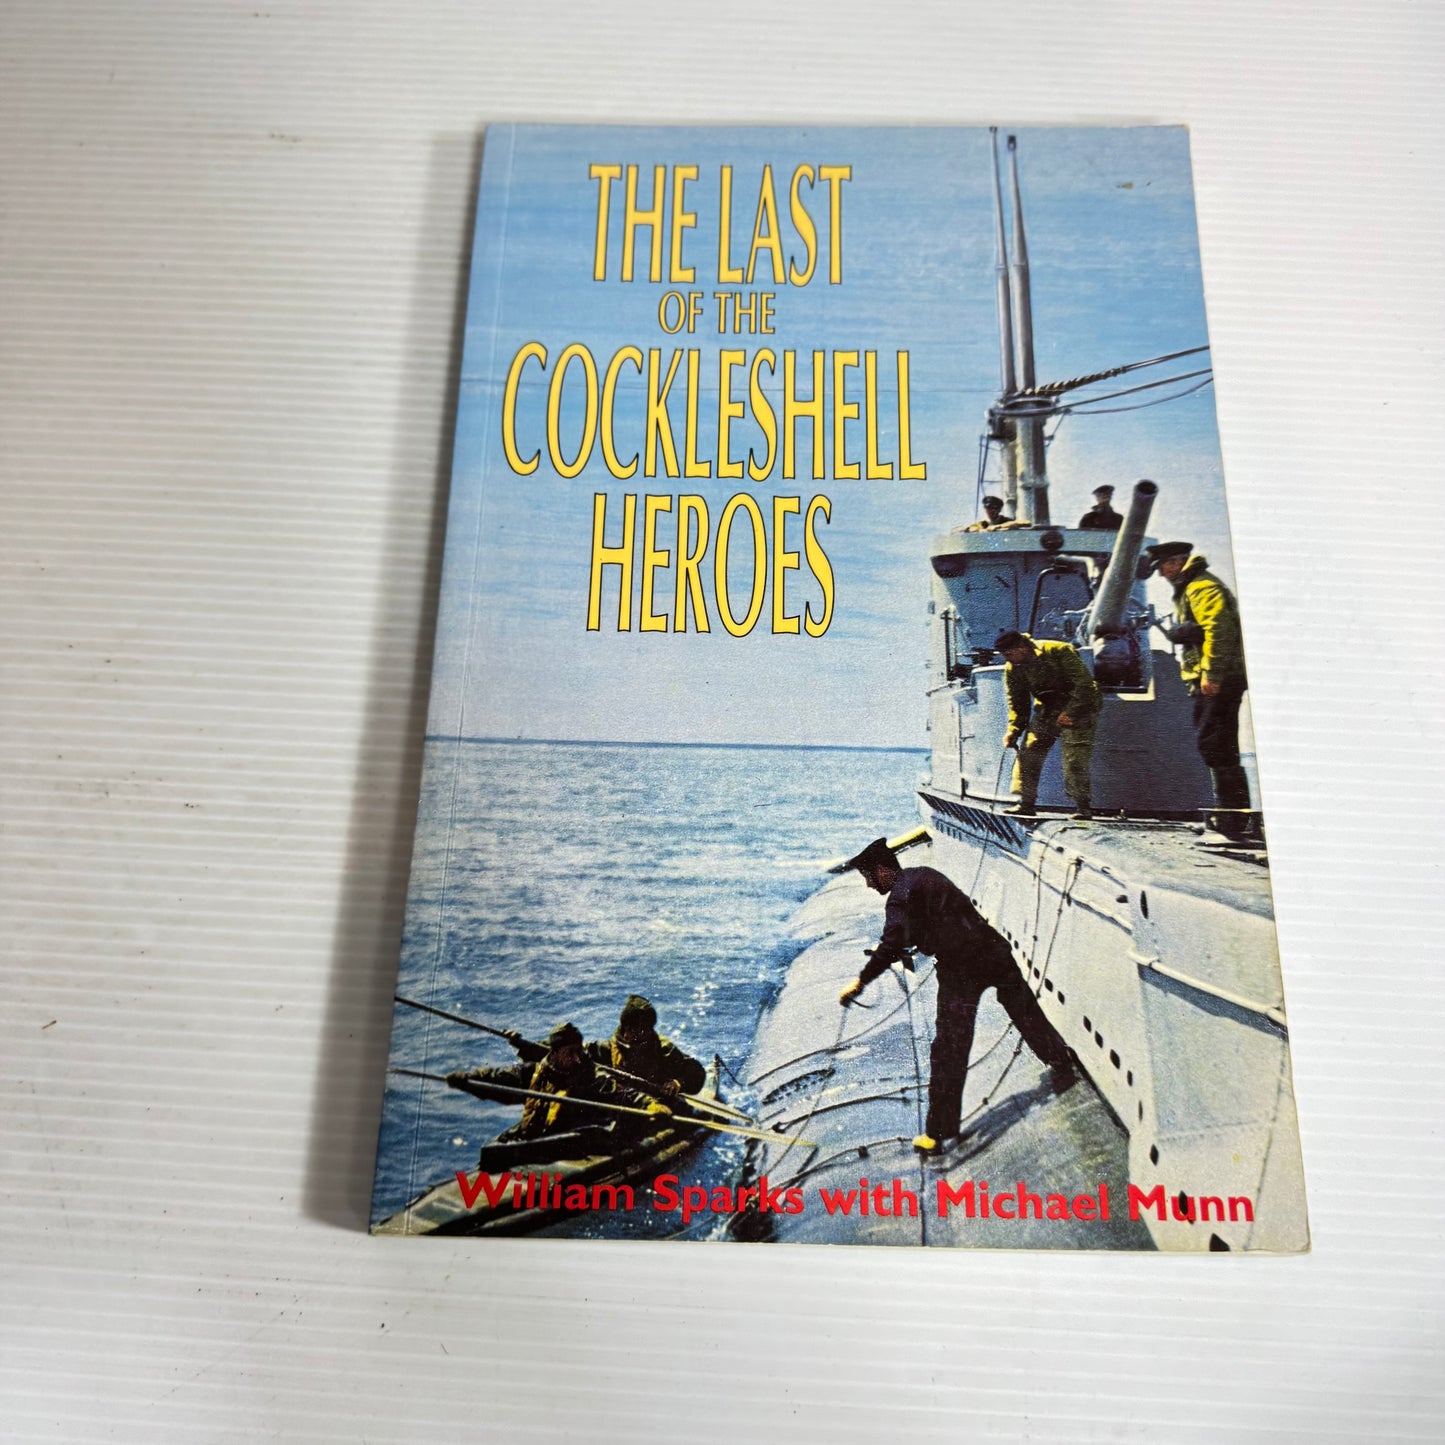 THE LAST
OF THE
COCKLESHELL
HEROES
William Sparks with Michael Munn